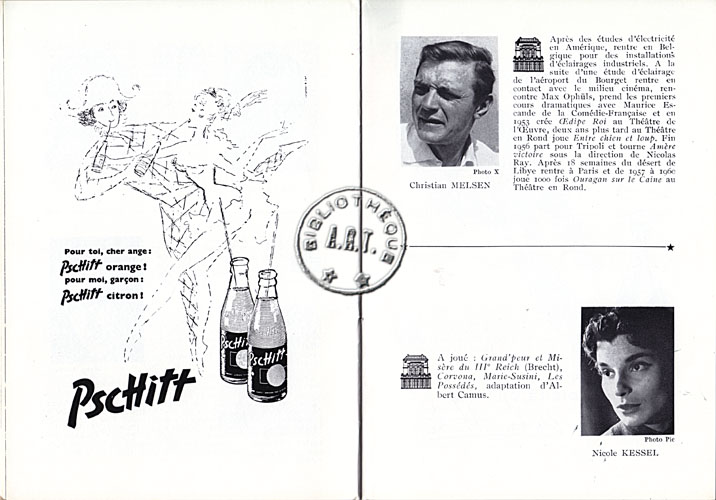 Pour toi, cher ange :
Pschitt orange !
pour moi, garçon :
Pschitt citron !
Pschitt
Pschitt
Pschitt
BIBLIOTHÈQUE
A.R.T.
Photo X
Christian MELSEN
Après des études d'électricité
en Amérique, rentre en Bel-
gique pour des installations
d'éclairages industriels. A la
suite d'une étude d'éclairage
de l'aéroport du Bourget rentre en
contact avec le milieu cinéma, ren-
contre Max Ophüls, prend les premiers
cours dramatiques avec Maurice Es-
cande de la Comédie-Française et en
1953 crée Œdipe Roi au Théâtre de
l'Œuvre, deux ans plus tard au Théâtre
en Rond joue Entre chien et loup. Fin
1956 part pour Tripoli et tourne Amère
victoire sous la direction de Nicolas
Ray. Après 18 semaines du désert de
Libye rentre à Paris et de 1957 à 1960
joue 1000 fois Ouragan sur le Caine au
Théâtre en Rond.
A joué : Grand'peur et Mi-
sère du IIIe Reich (Brecht),
Corvona, Marie-Susini, Les
Possédés, adaptation d'Al-
bert Camus.
Photo Pic
Nicole KESSEL